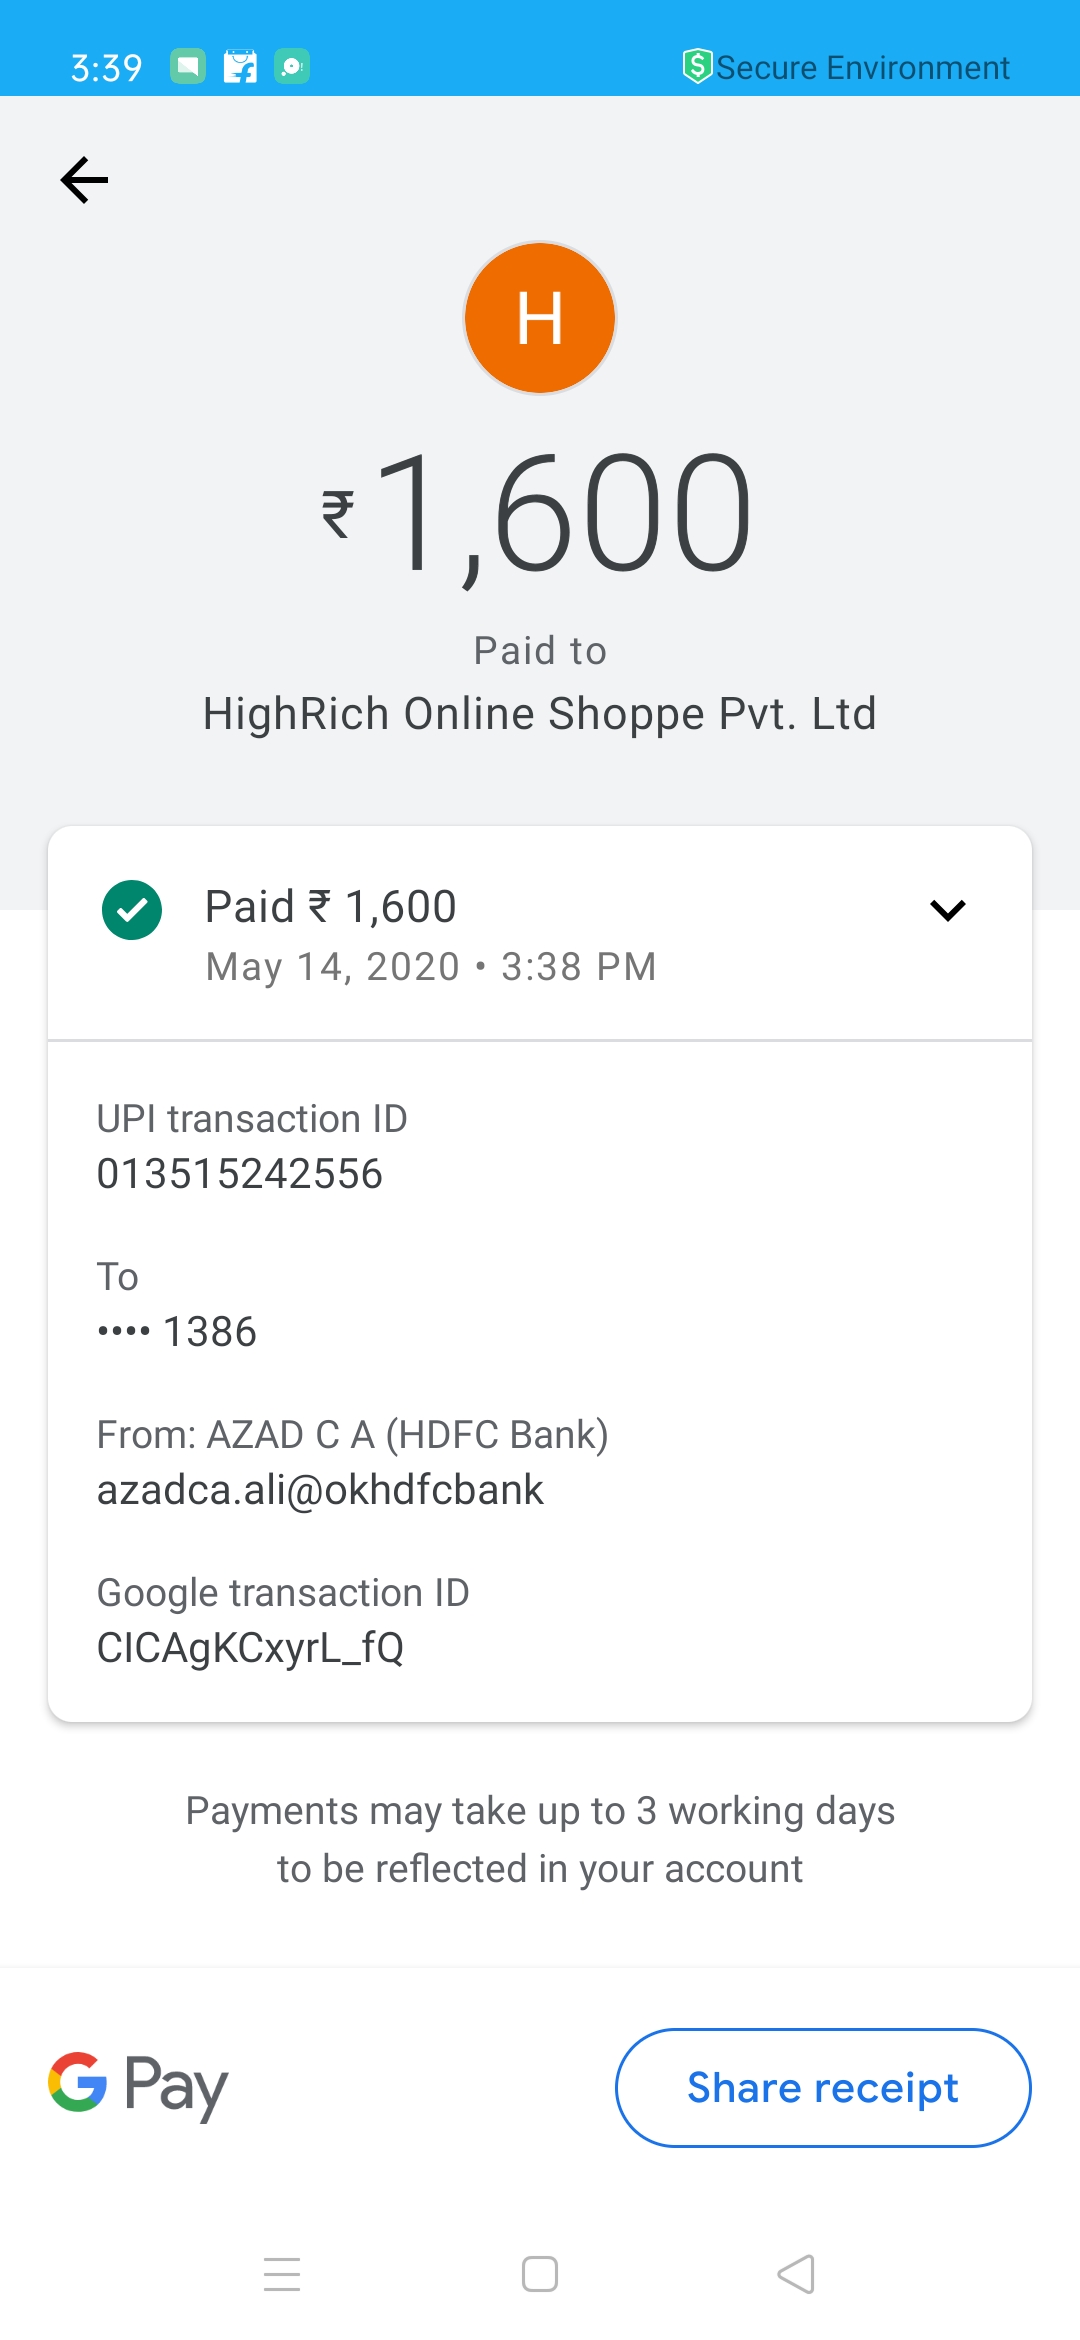 3:39
Secure Environment
H
₹1,600
Paid to
HighRich Online Shoppe Pvt. Ltd
Paid ₹ 1,600
May 14, 2020 • 3:38 PM
UPI transaction ID
013515242556
To
•••• 1386
From: AZAD C A (HDFC Bank)
azadca.ali@okhdfcbank
Google transaction ID
CICAgKCxyrL_fQ
Payments may take up to 3 working days
to be reflected in your account
G Pay
Share receipt